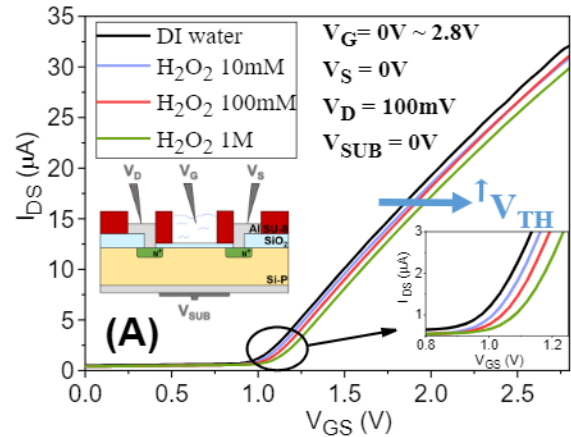 DI water
H₂O₂ 10mM
H₂O₂ 100mM
H₂O₂ 1M
V_G= 0V ~ 2.8V
V_S = 0V
V_D = 100mV
V_SUB = 0V
↑V_TH
V_D V_G V_S
Al SU-8
SiO₂
N⁺ N⁺
Si-P
V_SUB
(A)
I_DS (μA)
35
30
25
20
15
10
5
0
0.0 0.5 1.0 1.5 2.0 2.5
V_GS (V)
I_DS (μA)
3
2
1
0.8 1.0 1.2
V_GS (V)